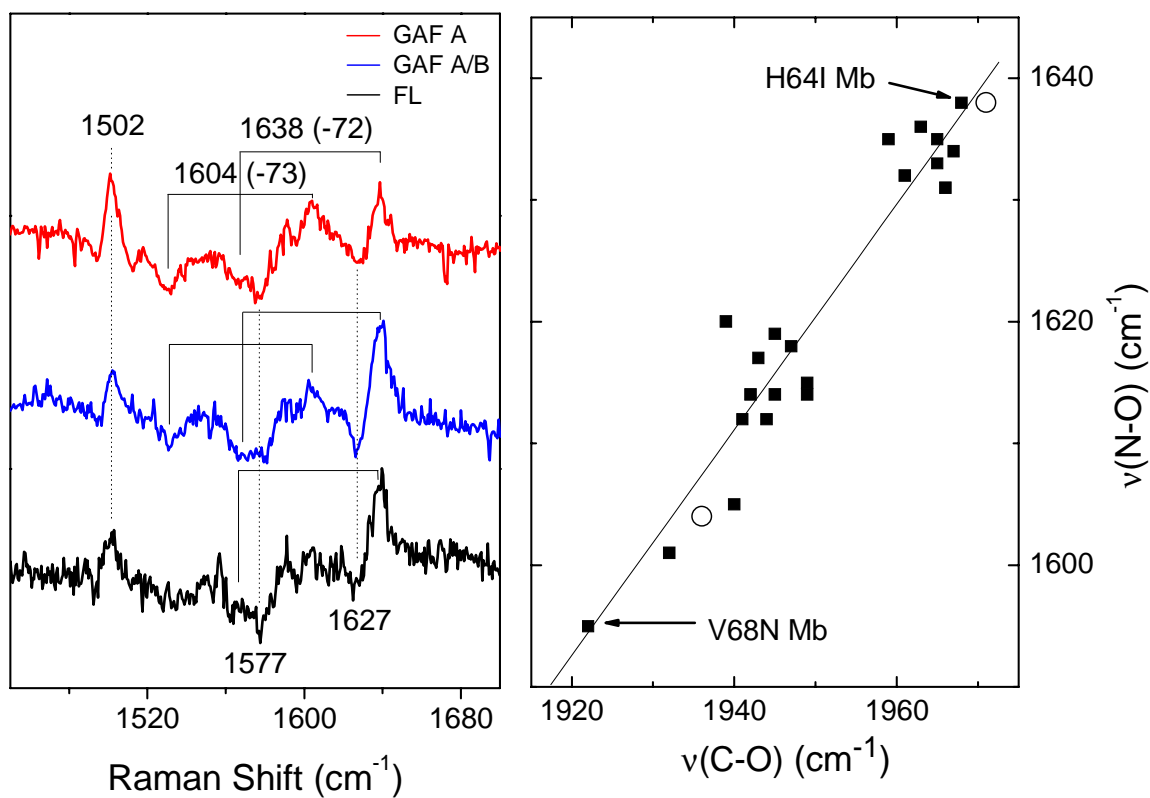 GAF A
GAF A/B
FL
1502
1638 (-72)
1604 (-73)
1627
1577
1520
1600
1680
Raman Shift (cm⁻¹)
H64I Mb
V68N Mb
1640
1620
1600
ν(N-O) (cm⁻¹)
1920
1940
1960
ν(C-O) (cm⁻¹)